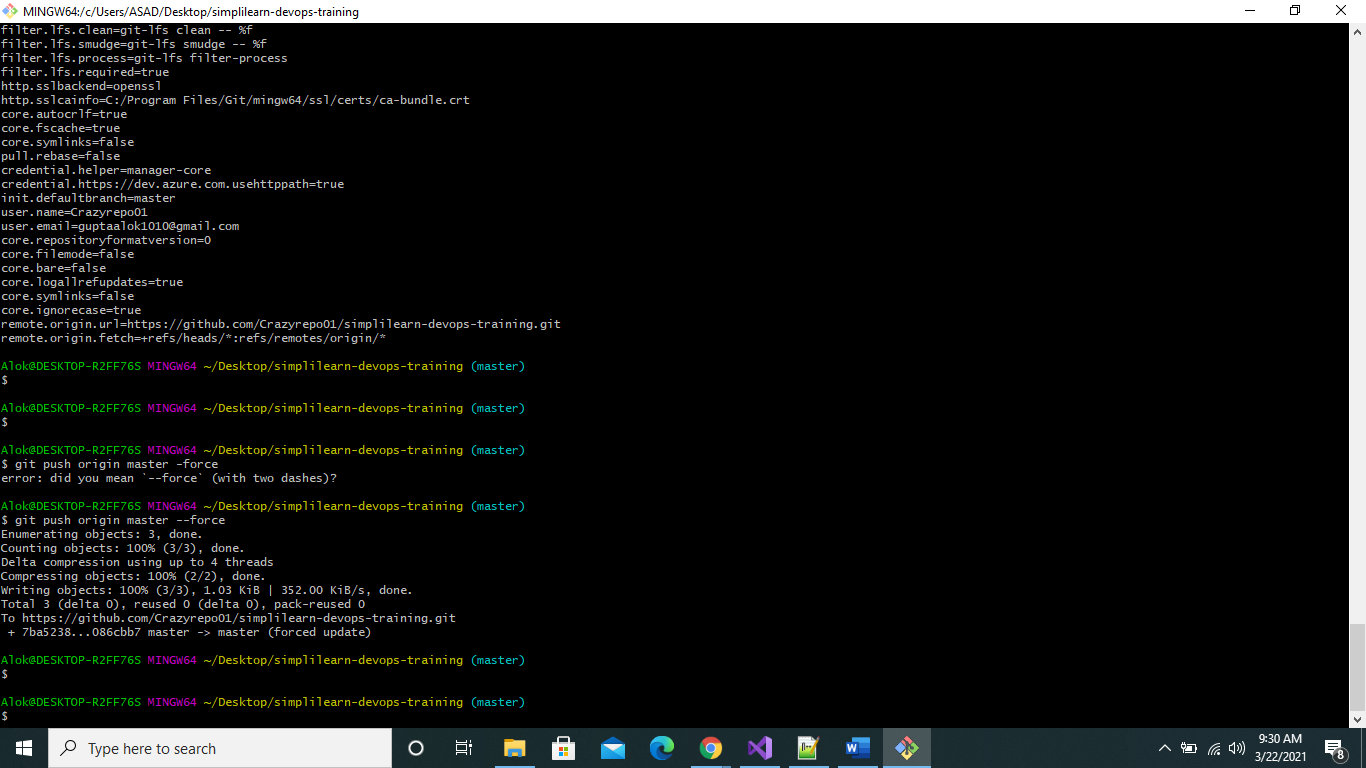 MINGW64:/c/Users/ASAD/Desktop/simplilearn-devops-training
filter.lfs.clean=git-lfs clean -- %f
filter.lfs.smudge=git-lfs smudge -- %f
filter.lfs.process=git-lfs filter-process
filter.lfs.required=true
http.sslbackend=openssl
http.sslcainfo=C:/Program Files/Git/mingw64/ssl/certs/ca-bundle.crt
core.autocrlf=true
core.fscache=true
core.symlinks=false
pull.rebase=false
credential.helper=manager-core
credential.https://dev.azure.com.usehttppath=true
init.defaultbranch=master
user.name=Crazyrepo01
user.email=guptaalok1010@gmail.com
core.repositoryformatversion=0
core.filemode=false
core.bare=false
core.logallrefupdates=true
core.symlinks=false
core.ignorecase=true
remote.origin.url=https://github.com/Crazyrepo01/simplilearn-devops-training.git
remote.origin.fetch=+refs/heads/*:refs/remotes/origin/*
Alok@DESKTOP-R2FF76S MINGW64 ~/Desktop/simplilearn-devops-training (master)
$
Alok@DESKTOP-R2FF76S MINGW64 ~/Desktop/simplilearn-devops-training (master)
$
Alok@DESKTOP-R2FF76S MINGW64 ~/Desktop/simplilearn-devops-training (master)
$ git push origin master -force
error: did you mean `--force` (with two dashes)?
Alok@DESKTOP-R2FF76S MINGW64 ~/Desktop/simplilearn-devops-training (master)
$ git push origin master --force
Enumerating objects: 3, done.
Counting objects: 100% (3/3), done.
Delta compression using up to 4 threads
Compressing objects: 100% (2/2), done.
Writing objects: 100% (3/3), 1.03 KiB | 352.00 KiB/s, done.
Total 3 (delta 0), reused 0 (delta 0), pack-reused 0
To https://github.com/Crazyrepo01/simplilearn-devops-training.git
 + 7ba5238...086cbb7 master -> master (forced update)
Alok@DESKTOP-R2FF76S MINGW64 ~/Desktop/simplilearn-devops-training (master)
$
Alok@DESKTOP-R2FF76S MINGW64 ~/Desktop/simplilearn-devops-training (master)
$
Type here to search
9:30 AM
3/22/2021
8